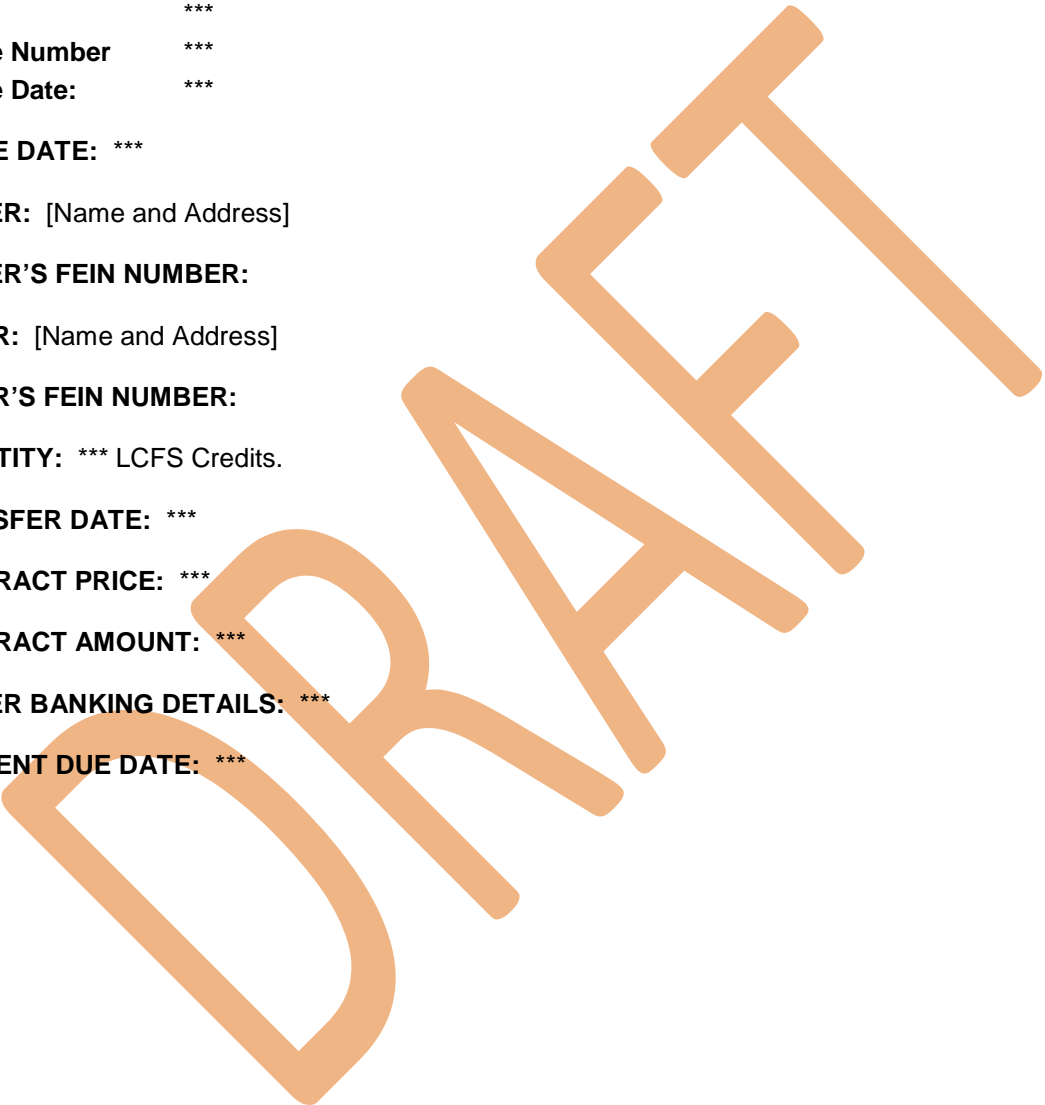 ***
e Number ***
e Date: ***
E DATE: ***
ER: [Name and Address]
ER’S FEIN NUMBER:
R: [Name and Address]
R’S FEIN NUMBER:
TITY: *** LCFS Credits.
SFER DATE: ***
RACT PRICE: ***
RACT AMOUNT: ***
ER BANKING DETAILS: ***
ENT DUE DATE: ***
DRAFT